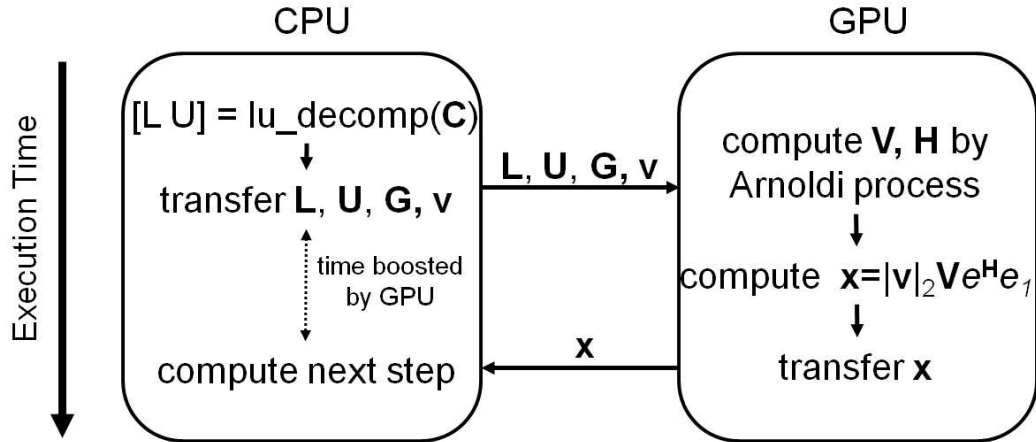 CPU
GPU
Execution Time
[L U] = lu_decomp(C)
transfer L, U, G, v
time boosted
by GPU
compute next step
L, U, G, v
x
compute V, H by
Arnoldi process
compute x=|v|₂Veᴴe₁
transfer x